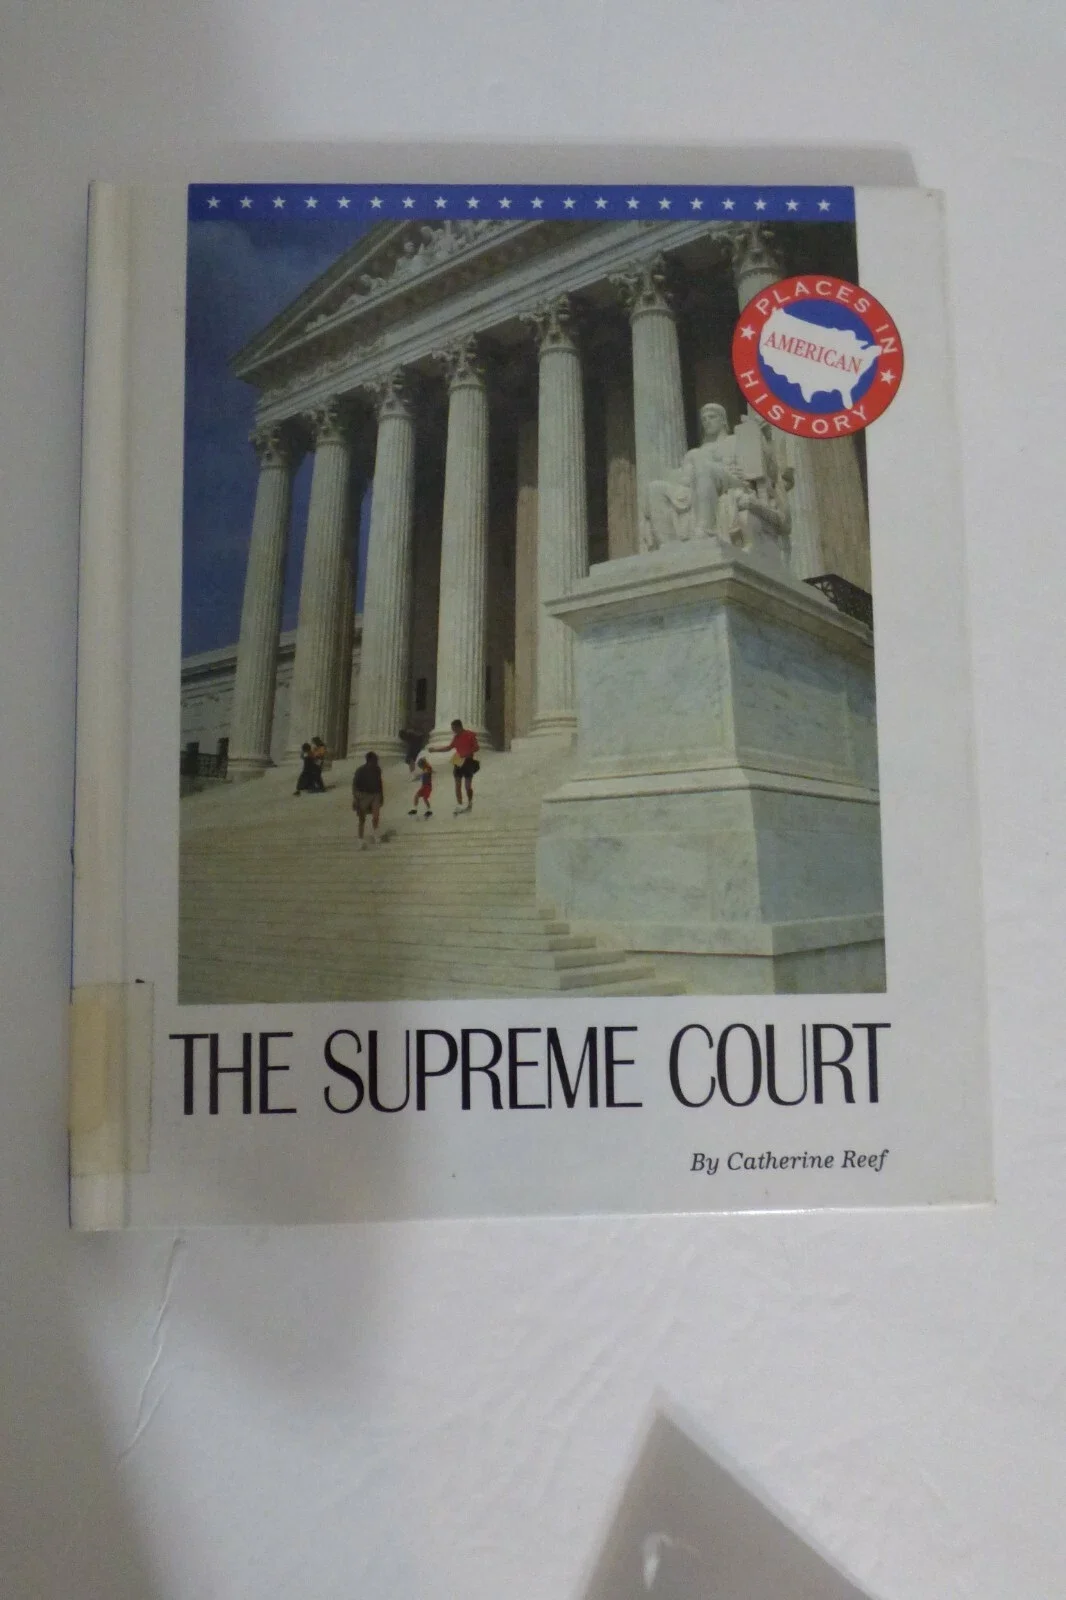 PLACES IN
AMERICAN
HISTORY
THE SUPREME COURT
By Catherine Reef